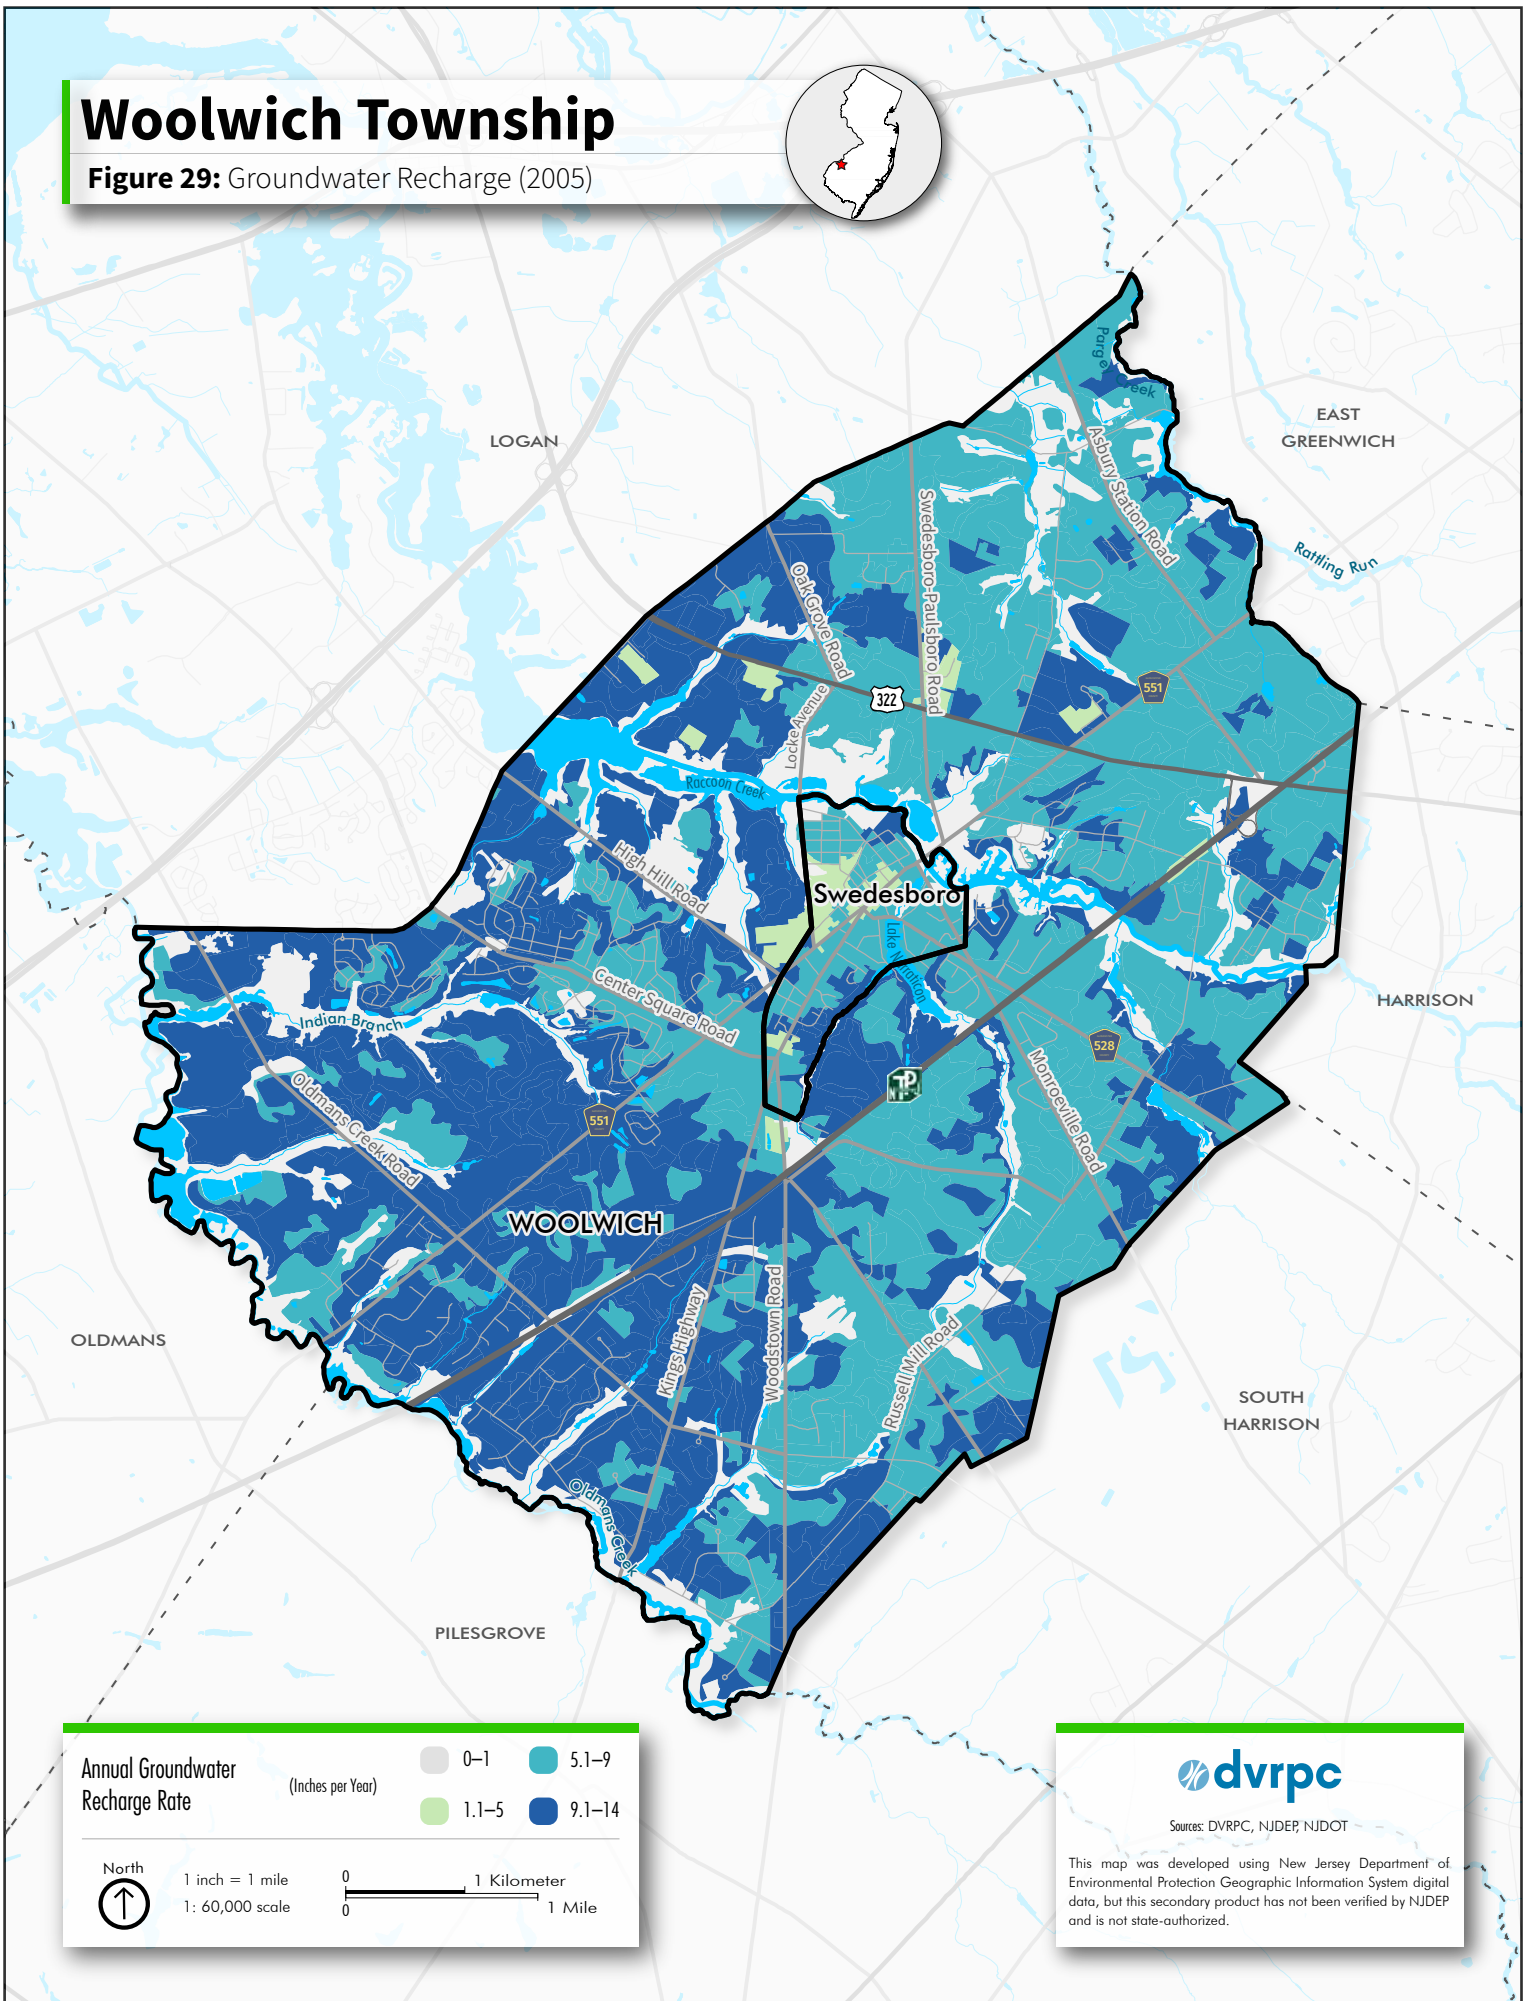 Woolwich Township
Figure 29: Groundwater Recharge (2005)
LOGAN
EAST
GREENWICH
Parge Creek
Asbury Station Road
Swedesboro-Paulsboro Road
Rattling Run
Oak Grove Road
Locke Avenue
322
551
Raccoon Creek
High Hill Road
Swedesboro
Lake Narraticon
Center Square Road
Indian Branch
HARRISON
528
Monroeville Road
Oldmans Creek Road
551
TP
WOOLWICH
Kings Highway
Woodstown Road
Russell Mill Road
OLDMANS
SOUTH
HARRISON
Oldmans Creek
PILESGROVE
Annual Groundwater
Recharge Rate
(Inches per Year)
0–1
5.1–9
1.1–5
9.1–14
North
1 inch = 1 mile
1: 60,000 scale
0
1 Kilometer
0
1 Mile
dvrpc
Sources: DVRPC, NJDEP, NJDOT
This map was developed using New Jersey Department of
Environmental Protection Geographic Information System digital
data, but this secondary product has not been verified by NJDEP
and is not state-authorized.